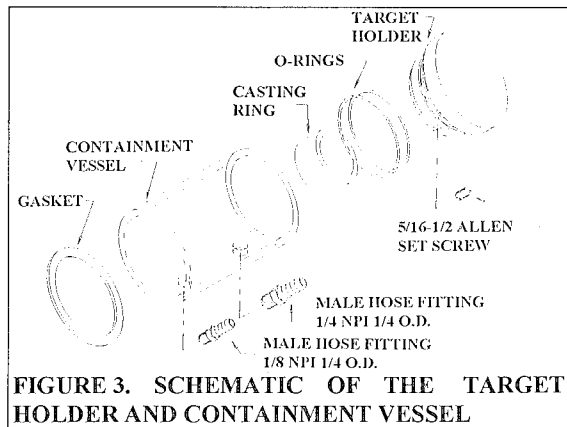 TARGET
HOLDER
O-RINGS
CASTING
RING
CONTAINMENT
VESSEL
GASKET
5/16-1/2 ALLEN
SET SCREW
MALE HOSE FITTING
1/4 NPI 1/4 O.D.
MALE HOSE FITTING
1/8 NPI 1/4 O.D.
FIGURE 3. SCHEMATIC OF THE TARGET
HOLDER AND CONTAINMENT VESSEL